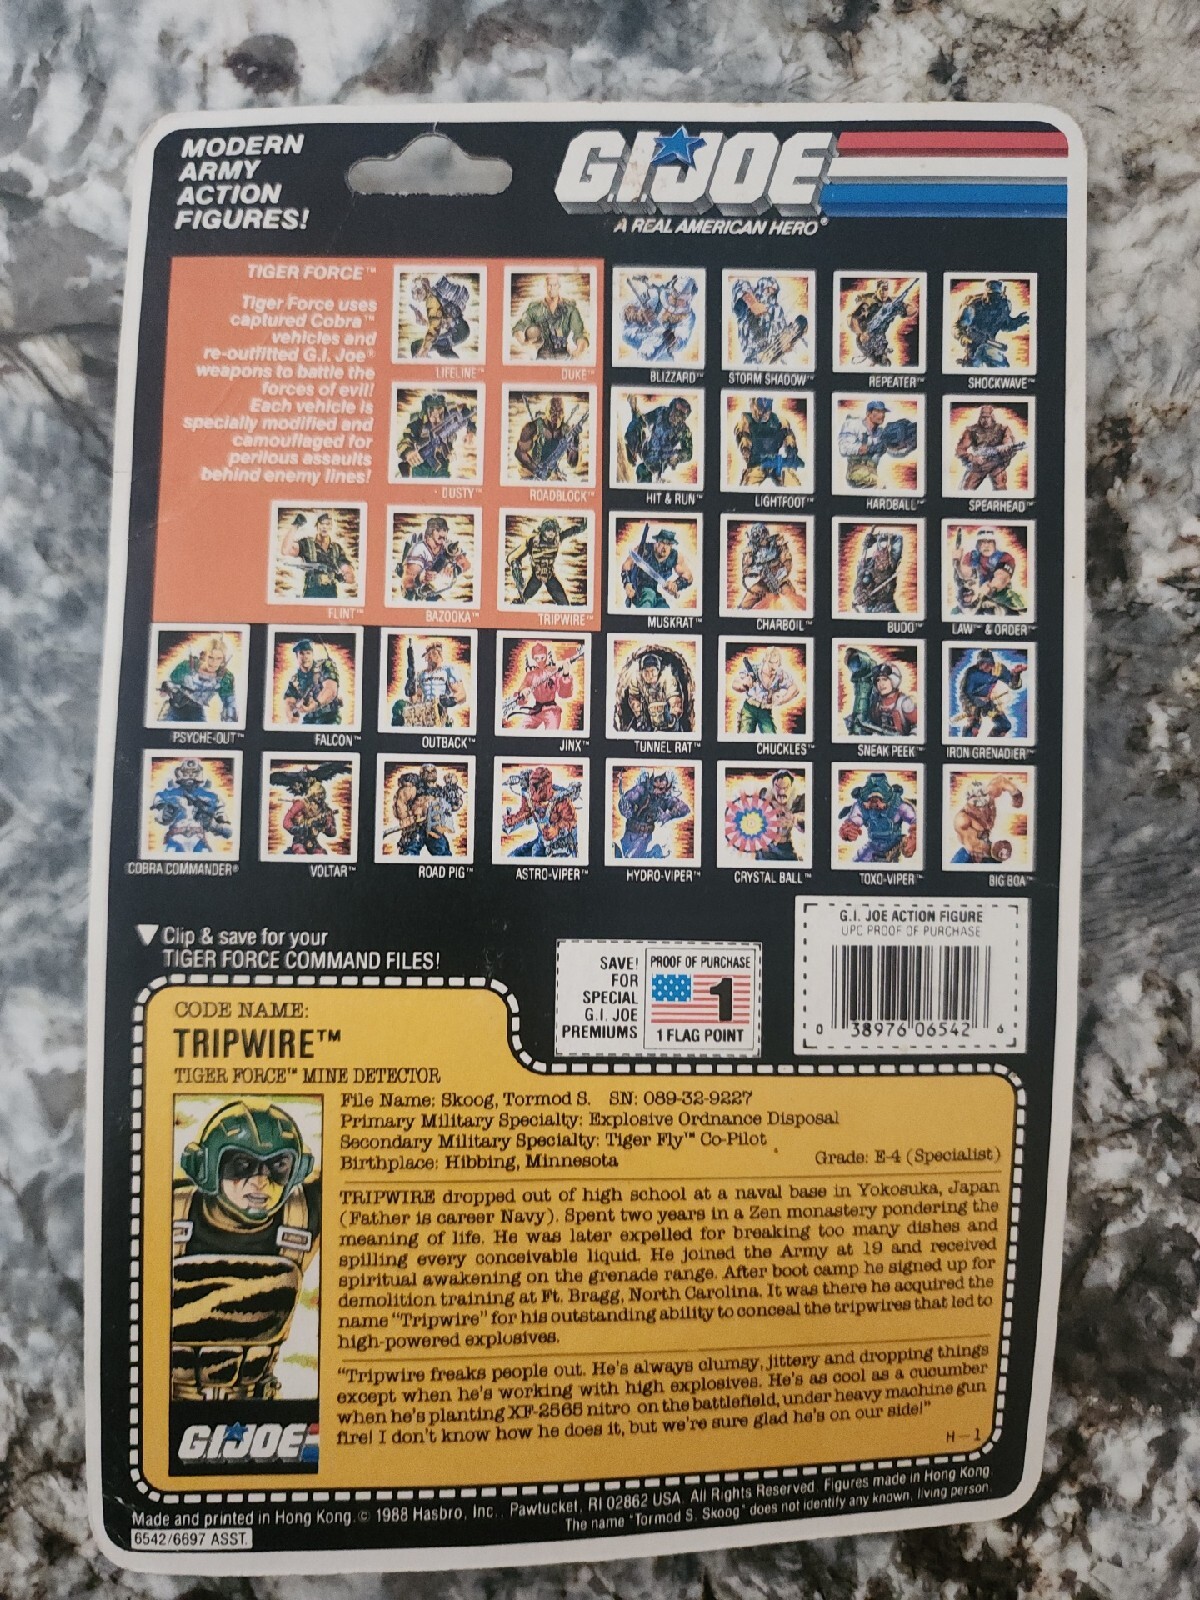 MODERN
ARMY
ACTION
FIGURES!
G.I. JOE
A REAL AMERICAN HERO®
TIGER FORCE™
Tiger Force uses
captured Cobra™
vehicles and
re-outfitted G.I. Joe®
weapons to battle the
forces of evil!
Each vehicle is
specially modified and
camouflaged for
perilous assaults
behind enemy lines!
LIFELINE™ DUKE™ BLIZZARD™ STORM SHADOW™ REPEATER™ SHOCKWAVE™
DUSTY™ ROADBLOCK™ HIT & RUN™ LIGHTFOOT™ HARDBALL™ SPEARHEAD™
FLINT™ BAZOOKA™ TRIPWIRE™ MUSKRAT™ CHARBROIL™ BUDO™ LAW™ & ORDER™
PSYCHE-OUT™ FALCON™ OUTBACK™ JINX™ TUNNEL RAT™ CHUCKLES™ SNEAK PEEK™ IRON GRENADIER™
COBRA COMMANDER® VOLTAR™ ROAD PIG™ ASTRO-VIPER™ HYDRO-VIPER™ CRYSTAL BALL™ TOXO-VIPER™ BIG BOA™
Clip & save for your
TIGER FORCE COMMAND FILES!
SAVE!
FOR
SPECIAL
G.I. JOE
PREMIUMS
PROOF OF PURCHASE
1
1 FLAG POINT
G.I. JOE ACTION FIGURE
UPC PROOF OF PURCHASE
0 38976 06542 6
CODE NAME:
TRIPWIRE™
TIGER FORCE™ MINE DETECTOR
File Name: Skoog, Tormod S. SN: 089-32-9227
Primary Military Specialty: Explosive Ordnance Disposal
Secondary Military Specialty: Tiger Fly™ Co-Pilot
Birthplace: Hibbing, Minnesota Grade: E-4 (Specialist)
TRIPWIRE dropped out of high school at a naval base in Yokosuka, Japan
(Father is career Navy). Spent two years in a Zen monastery pondering the
meaning of life. He was later expelled for breaking too many dishes and
spilling every conceivable liquid. He joined the Army at 19 and received
spiritual awakening on the grenade range. After boot camp he signed up for
demolition training at Ft. Bragg, North Carolina. It was there he acquired the
name "Tripwire" for his outstanding ability to conceal the tripwires that led to
high-powered explosives.
"Tripwire freaks people out. He's always clumsy, jittery and dropping things
except when he's working with high explosives. He's as cool as a cucumber
when he's planting XF-2565 nitro on the battlefield, under heavy machine gun
fire! I don't know how he does it, but we're sure glad he's on our side!"
H-1
G.I. JOE
Made and printed in Hong Kong. © 1988 Hasbro, Inc., Pawtucket, RI 02862 USA. All Rights Reserved. Figures made in Hong Kong.
The name "Tormod S. Skoog" does not identify any known, living person.
6542/6697 ASST.